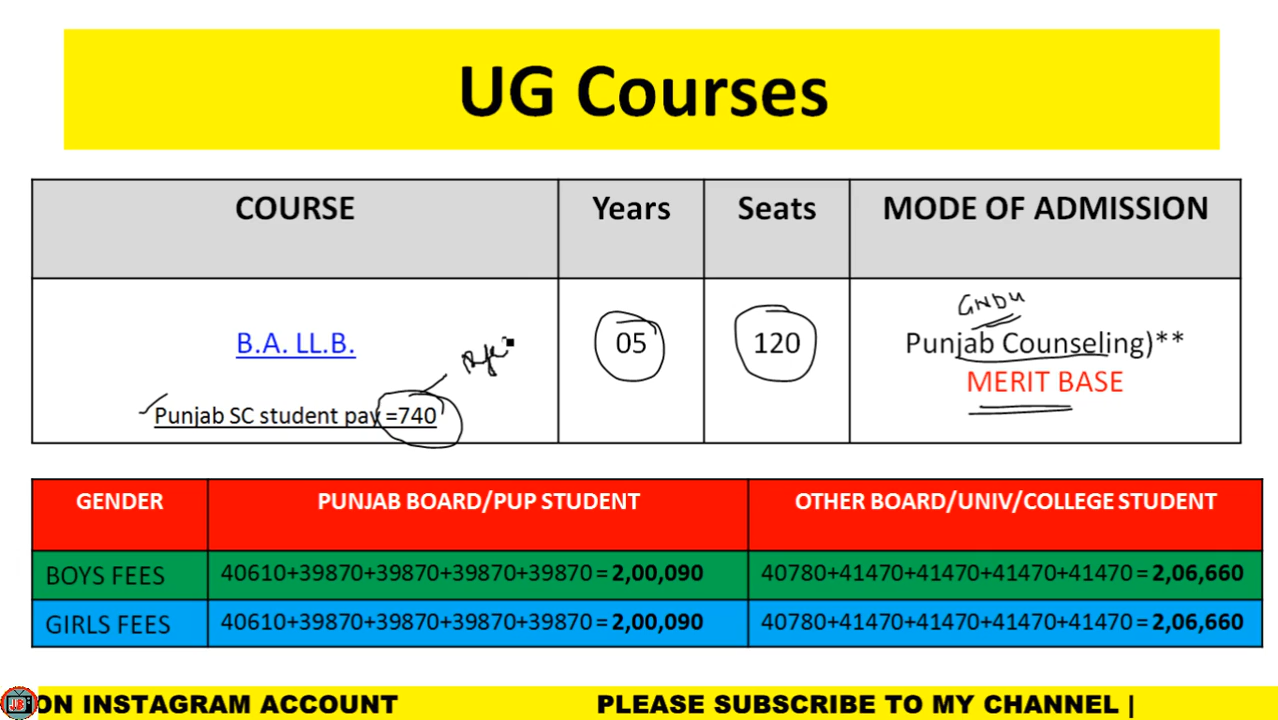 UG Courses
COURSE Years Seats MODE OF ADMISSION
GNDU
B.A. LL.B. 05 120 Punjab Counseling)**
MERIT BASE
Punjab SC student pay =740
GENDER PUNJAB BOARD/PUP STUDENT OTHER BOARD/UNIV/COLLEGE STUDENT
BOYS FEES 40610+39870+39870+39870+39870 = 2,00,090 40780+41470+41470+41470+41470 = 2,06,660
GIRLS FEES 40610+39870+39870+39870+39870 = 2,00,090 40780+41470+41470+41470+41470 = 2,06,660
ON INSTAGRAM ACCOUNT PLEASE SUBSCRIBE TO MY CHANNEL |